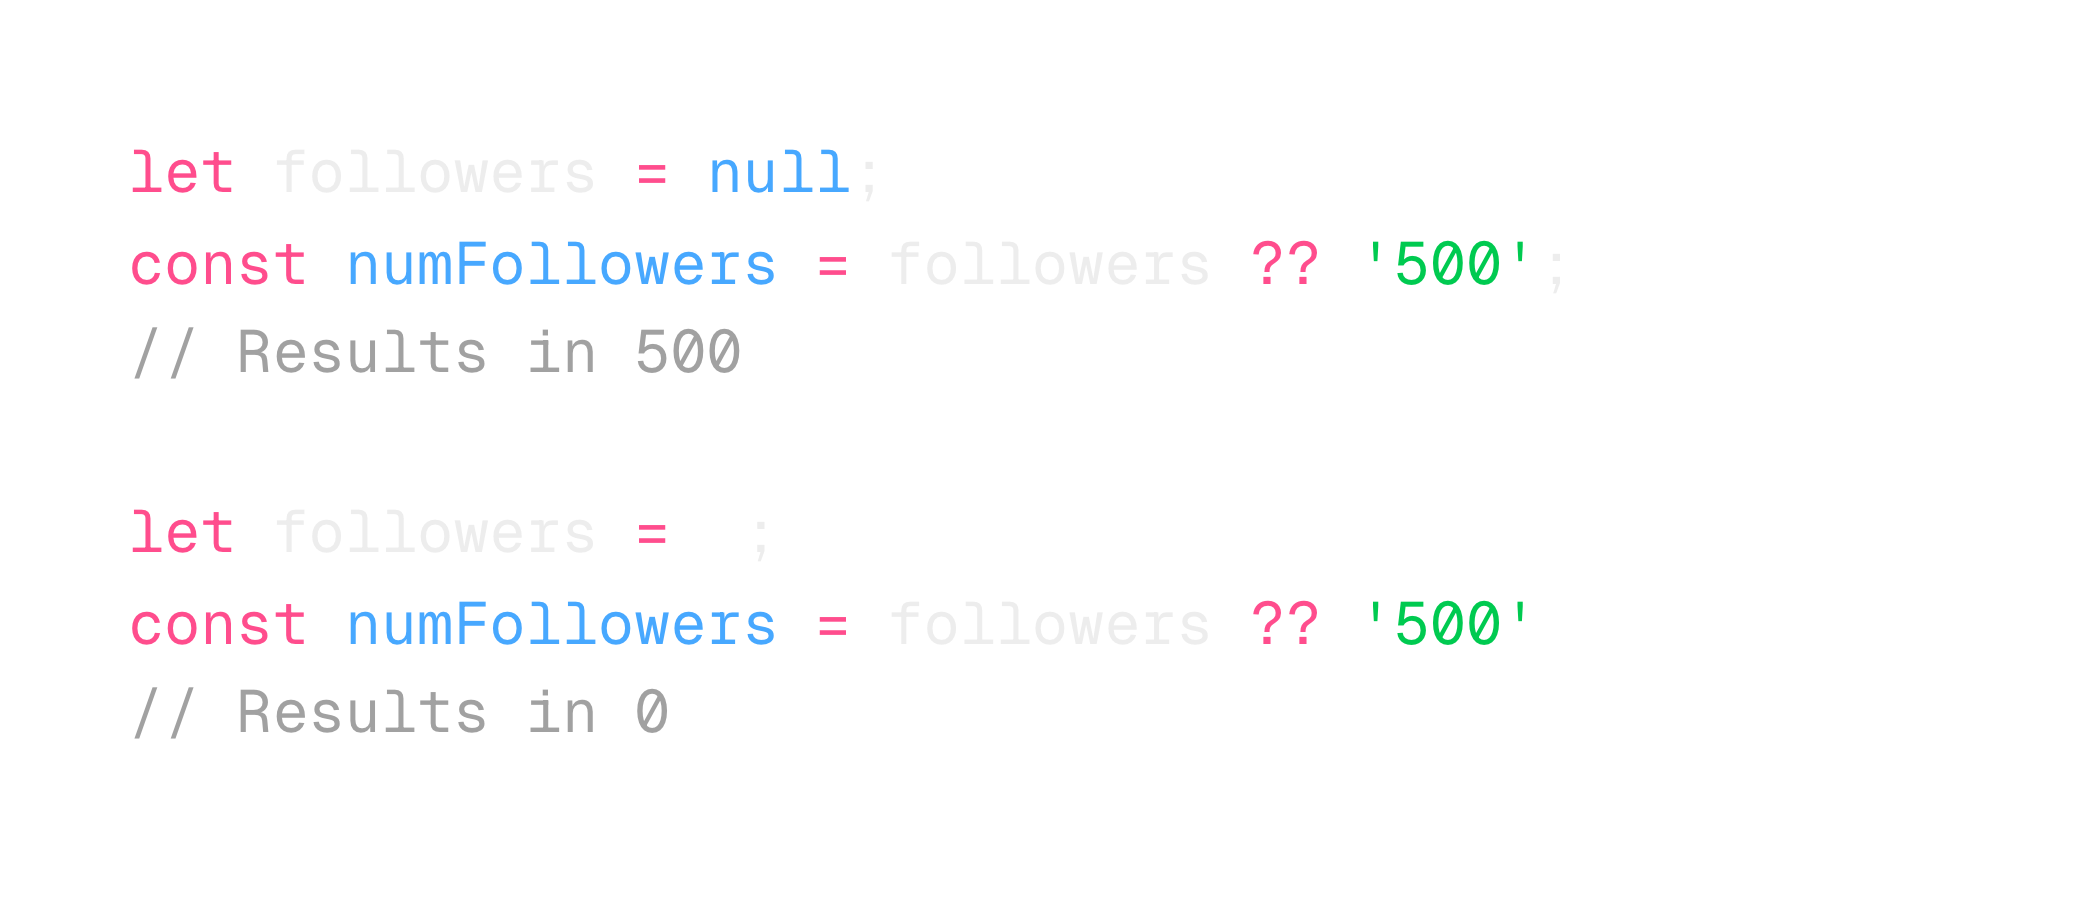 let followers = null;
const numFollowers = followers ?? '500';
// Results in 500
let followers = ;
const numFollowers = followers ?? '500'
// Results in 0